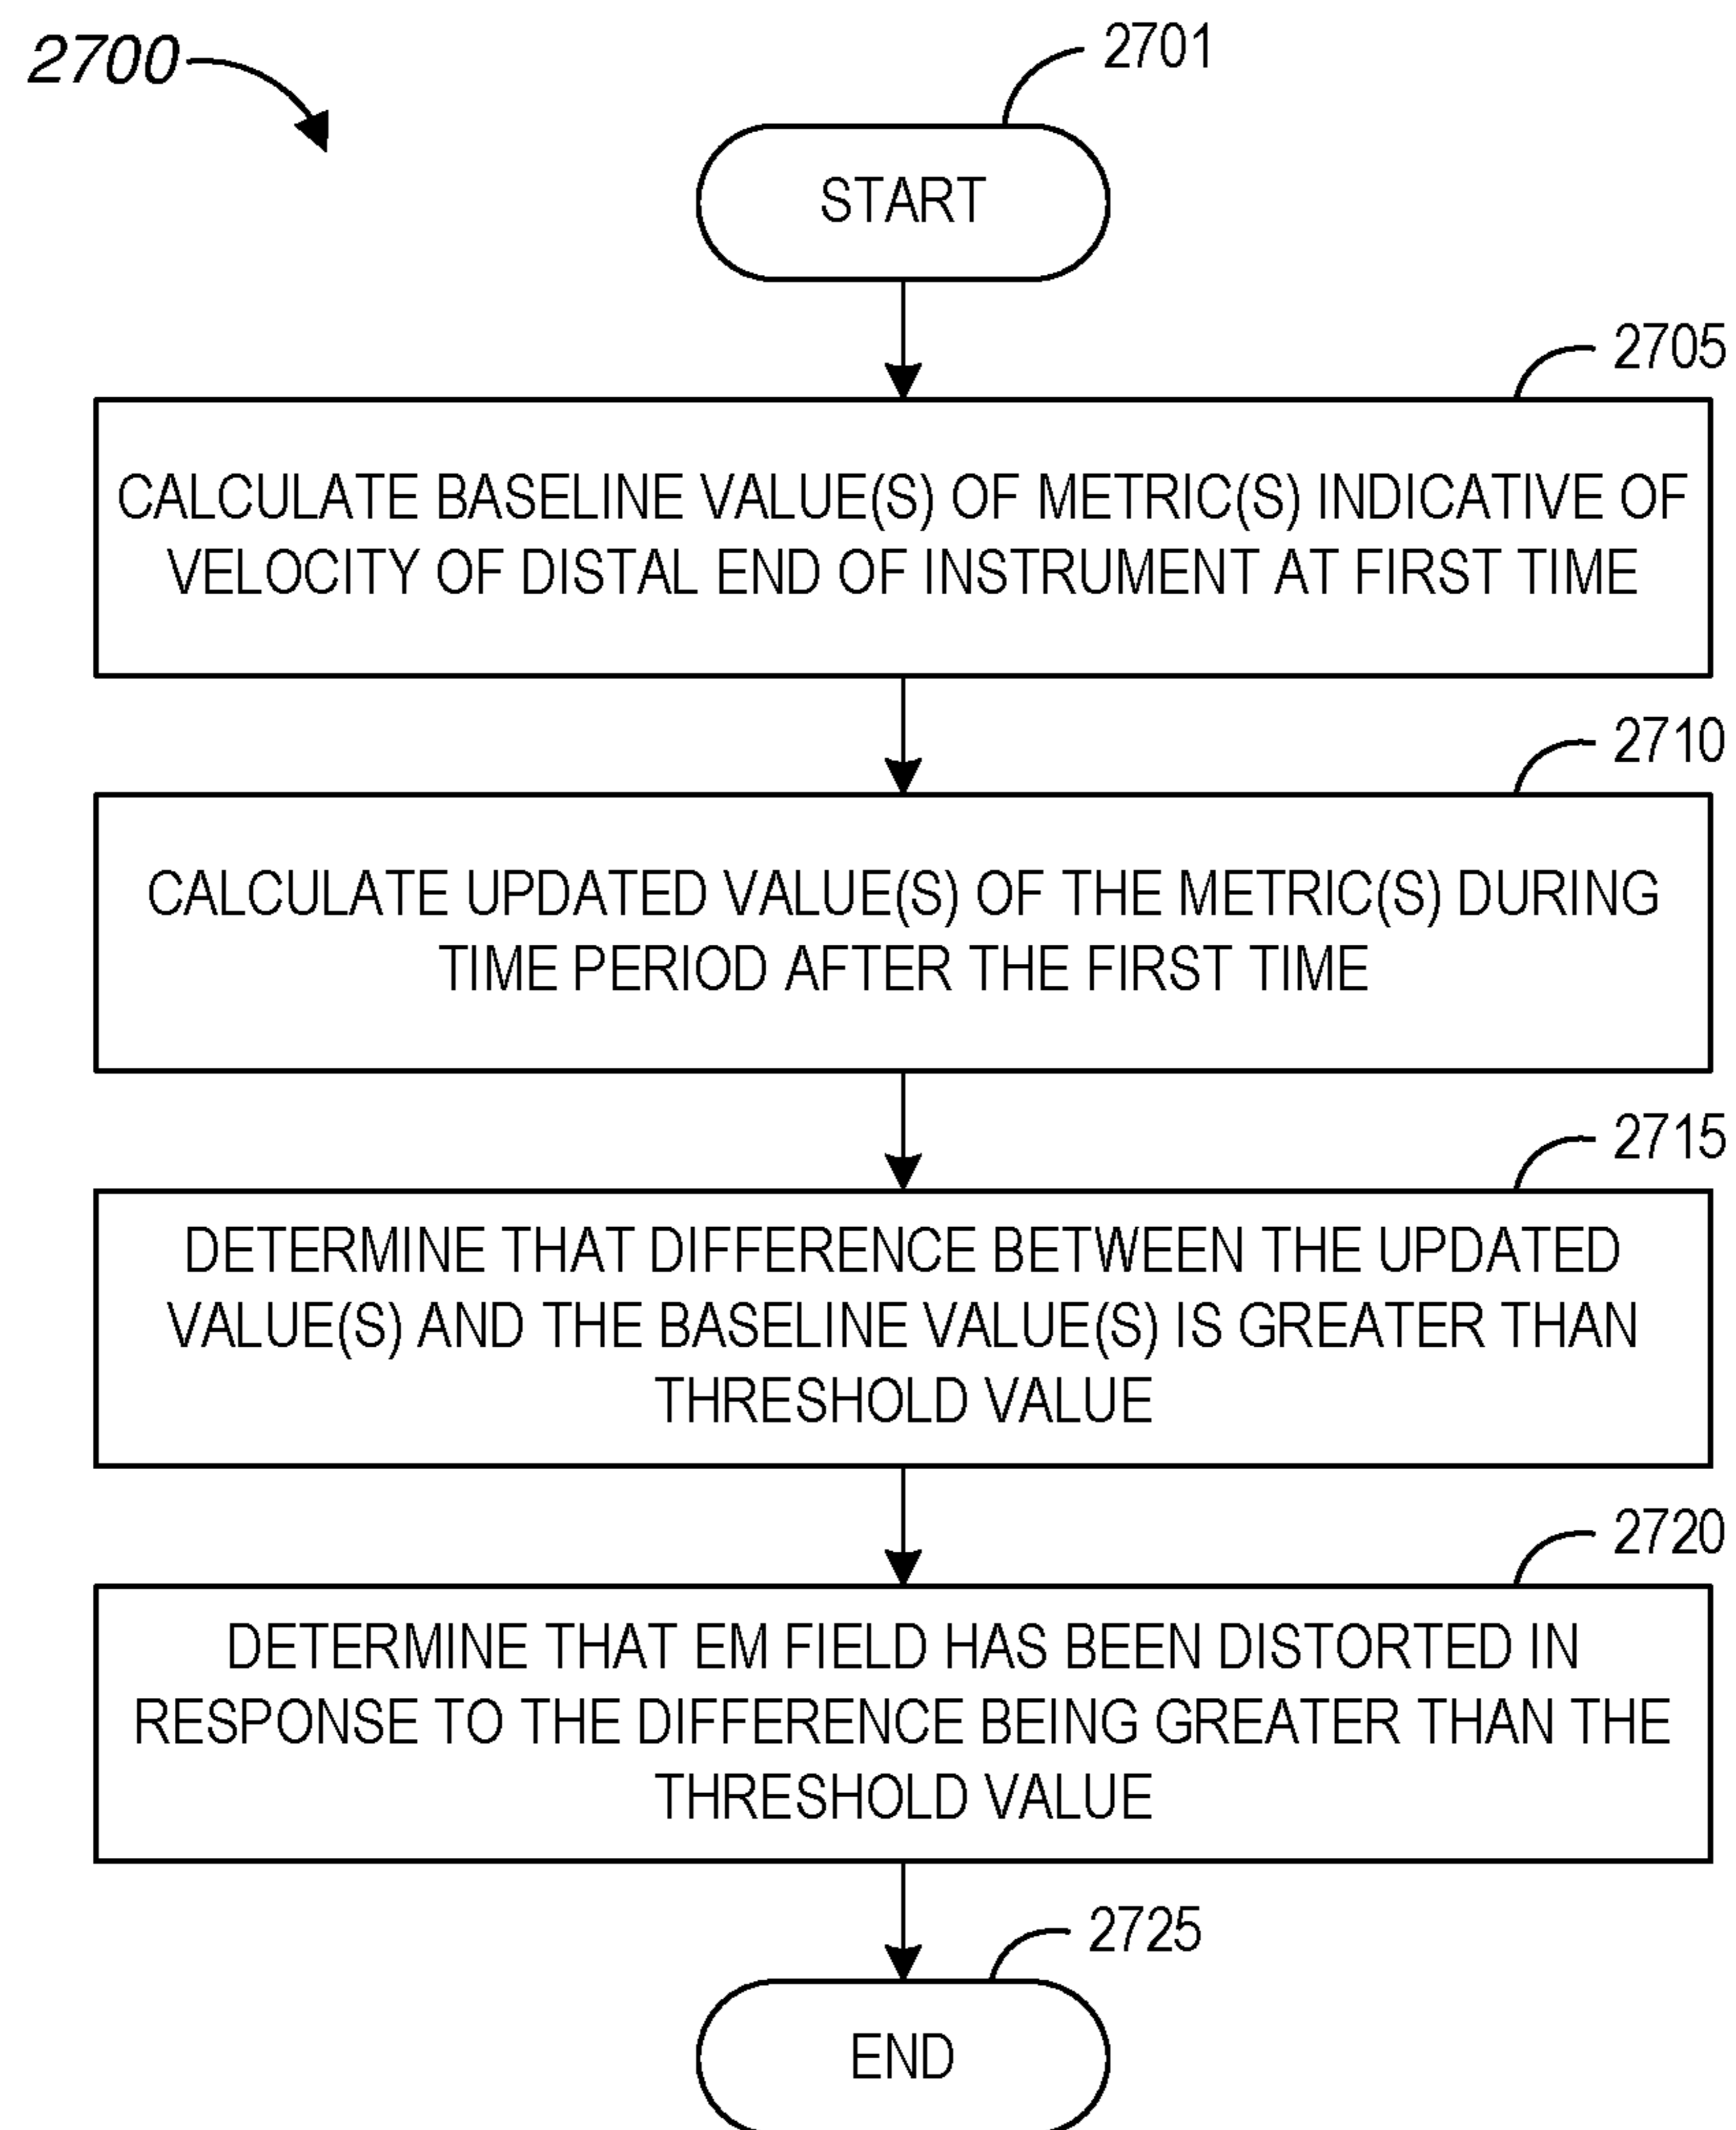 2700
2701
START
2705
CALCULATE BASELINE VALUE(S) OF METRIC(S) INDICATIVE OF
VELOCITY OF DISTAL END OF INSTRUMENT AT FIRST TIME
2710
CALCULATE UPDATED VALUE(S) OF THE METRIC(S) DURING
TIME PERIOD AFTER THE FIRST TIME
2715
DETERMINE THAT DIFFERENCE BETWEEN THE UPDATED
VALUE(S) AND THE BASELINE VALUE(S) IS GREATER THAN
THRESHOLD VALUE
2720
DETERMINE THAT EM FIELD HAS BEEN DISTORTED IN
RESPONSE TO THE DIFFERENCE BEING GREATER THAN THE
THRESHOLD VALUE
2725
END